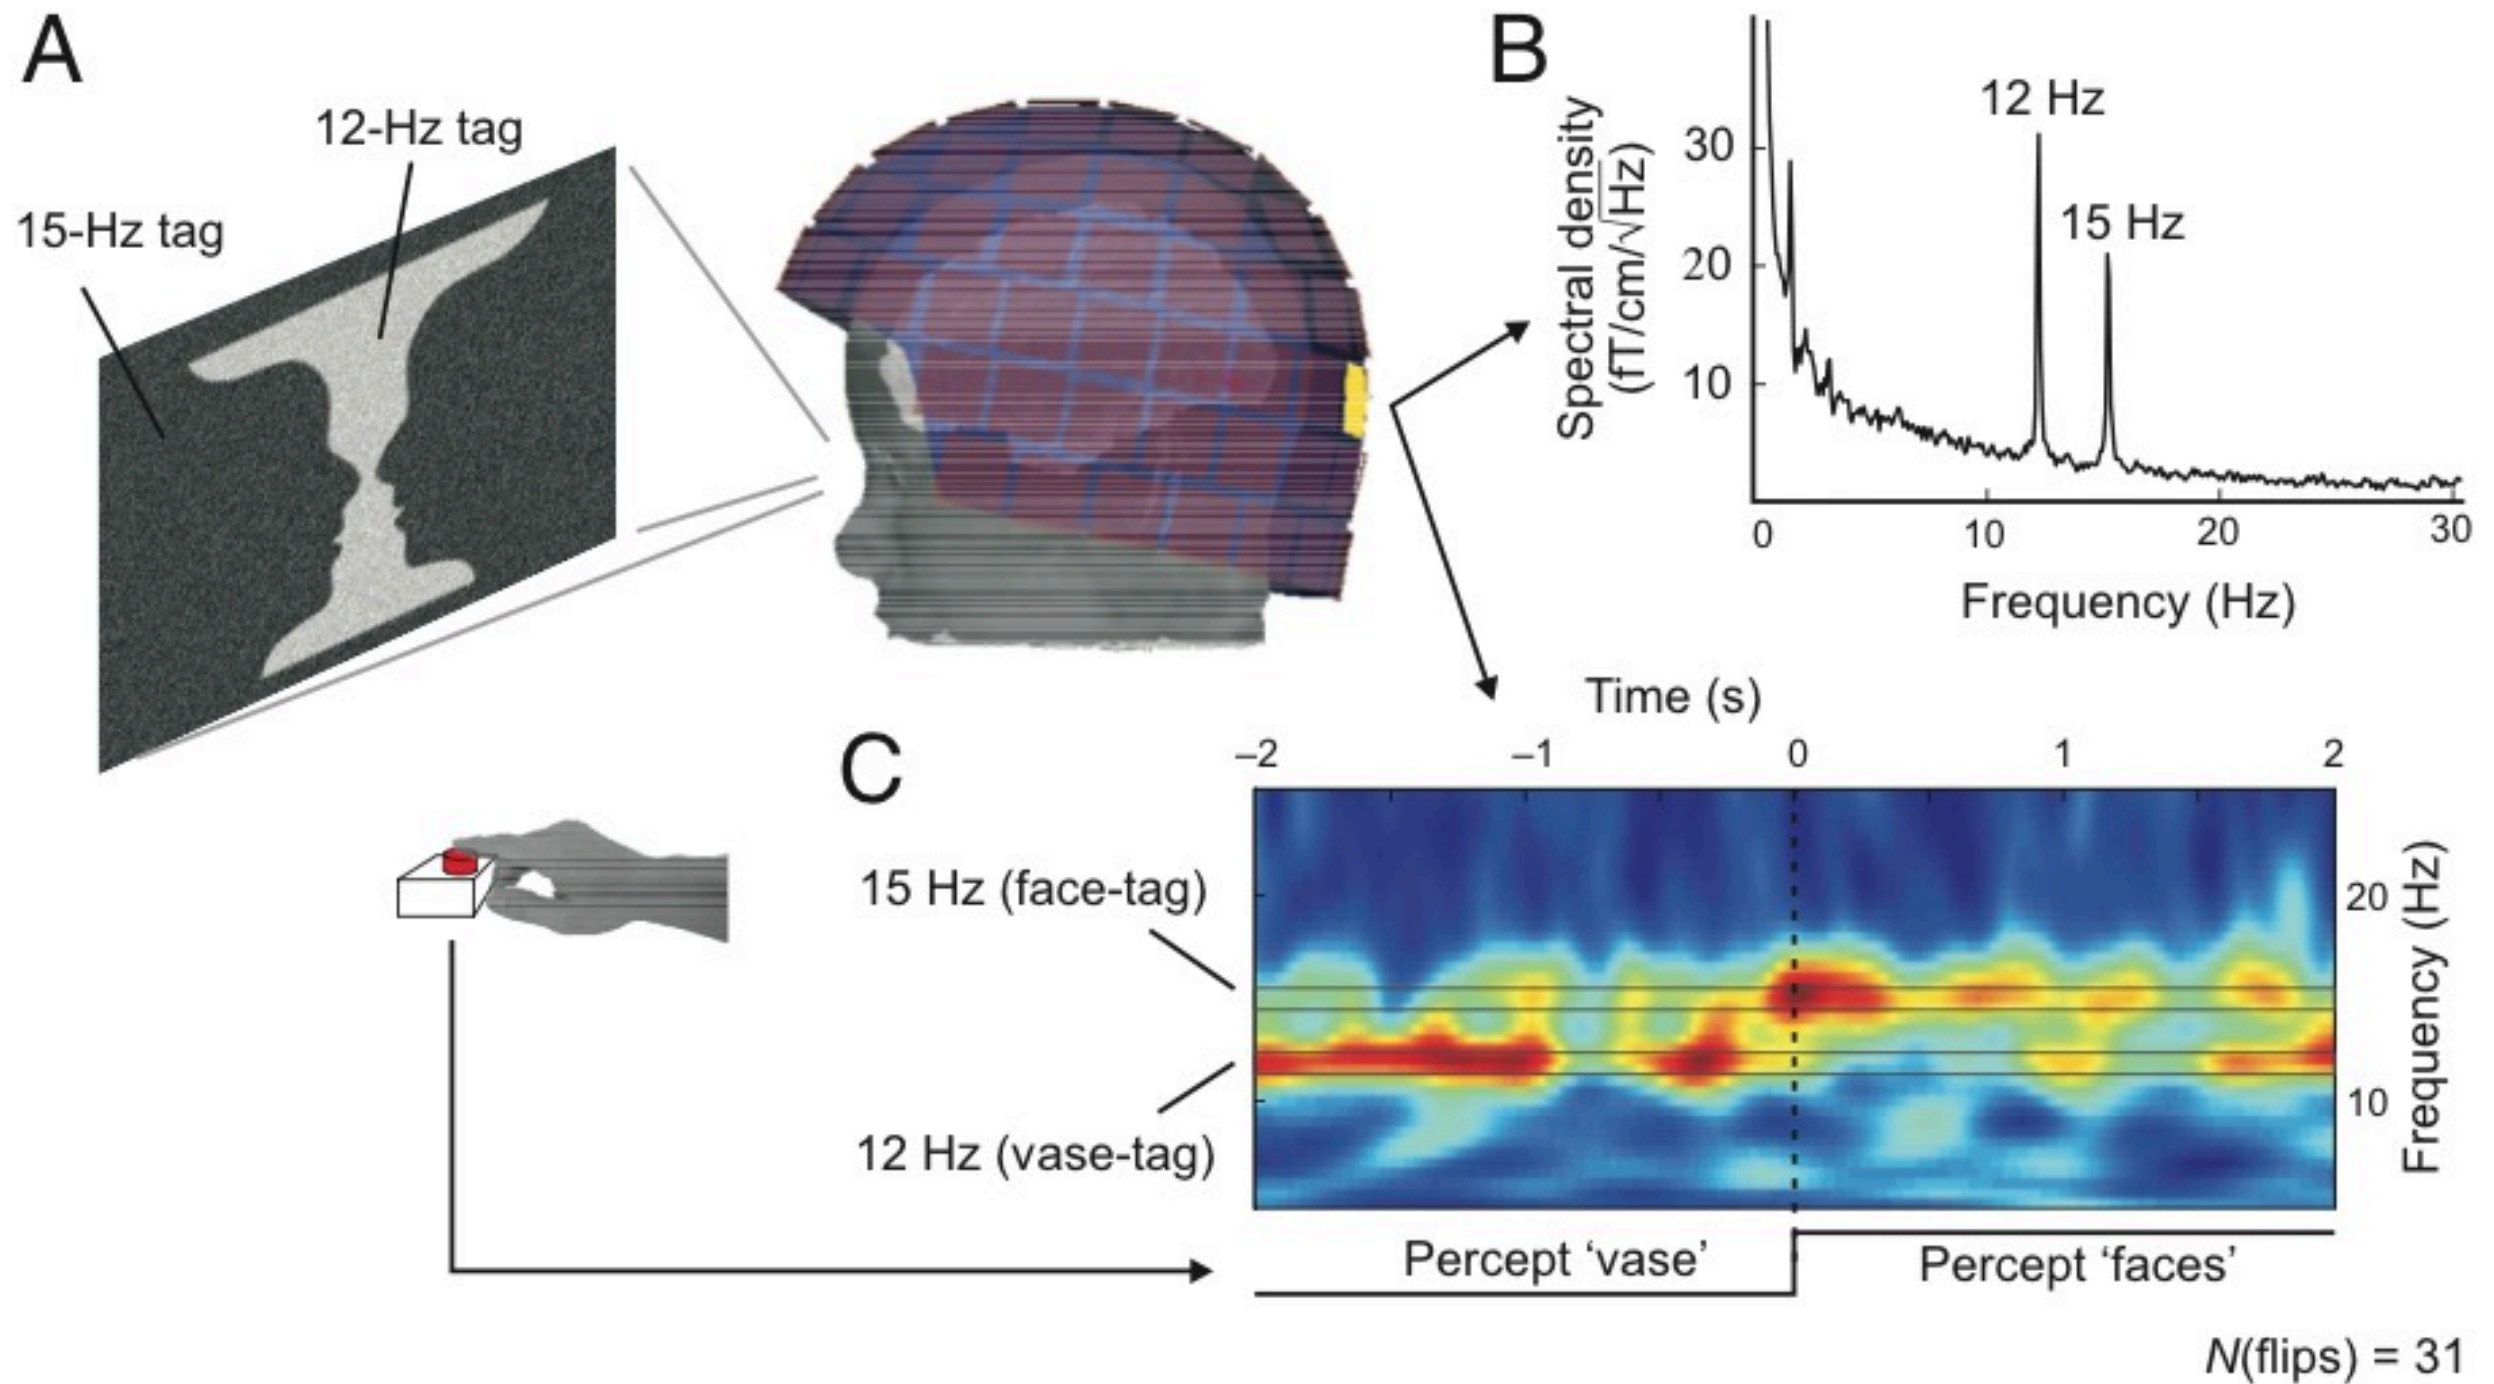 A
12-Hz tag
15-Hz tag
B
Spectral density
(fT/cm/√Hz)
30
20
10
12 Hz
15 Hz
0 10 20 30
Frequency (Hz)
C
Time (s)
–2 –1 0 1 2
15 Hz (face-tag)
12 Hz (vase-tag)
20
10
Frequency (Hz)
Percept ‘vase’
Percept ‘faces’
N(flips) = 31